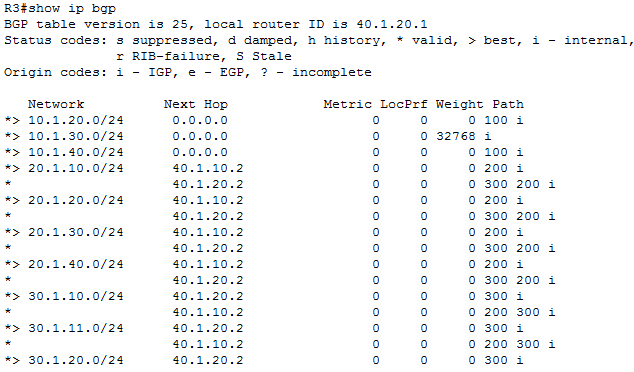 R3#show ip bgp
BGP table version is 25, local router ID is 40.1.20.1
Status codes: s suppressed, d damped, h history, * valid, > best, i - internal,
              r RIB-failure, S Stale
Origin codes: i - IGP, e - EGP, ? - incomplete

   Network          Next Hop            Metric LocPrf Weight Path
*> 10.1.20.0/24     0.0.0.0                  0    0     0 100 i
*> 10.1.30.0/24     0.0.0.0                  0    0 32768 i
*> 10.1.40.0/24     0.0.0.0                  0    0     0 100 i
*> 20.1.10.0/24     40.1.10.2                0    0     0 200 i
*                   40.1.20.2                0    0     0 300 200 i
*> 20.1.20.0/24     40.1.10.2                0    0     0 200 i
*                   40.1.20.2                0    0     0 300 200 i
*> 20.1.30.0/24     40.1.10.2                0    0     0 200 i
*                   40.1.20.2                0    0     0 300 200 i
*> 20.1.40.0/24     40.1.10.2                0    0     0 200 i
*                   40.1.20.2                0    0     0 300 200 i
*> 30.1.10.0/24     40.1.20.2                0    0     0 300 i
*                   40.1.10.2                0    0     0 200 300 i
*> 30.1.11.0/24     40.1.20.2                0    0     0 300 i
*                   40.1.10.2                0    0     0 200 300 i
*> 30.1.20.0/24     40.1.20.2                0    0     0 300 i